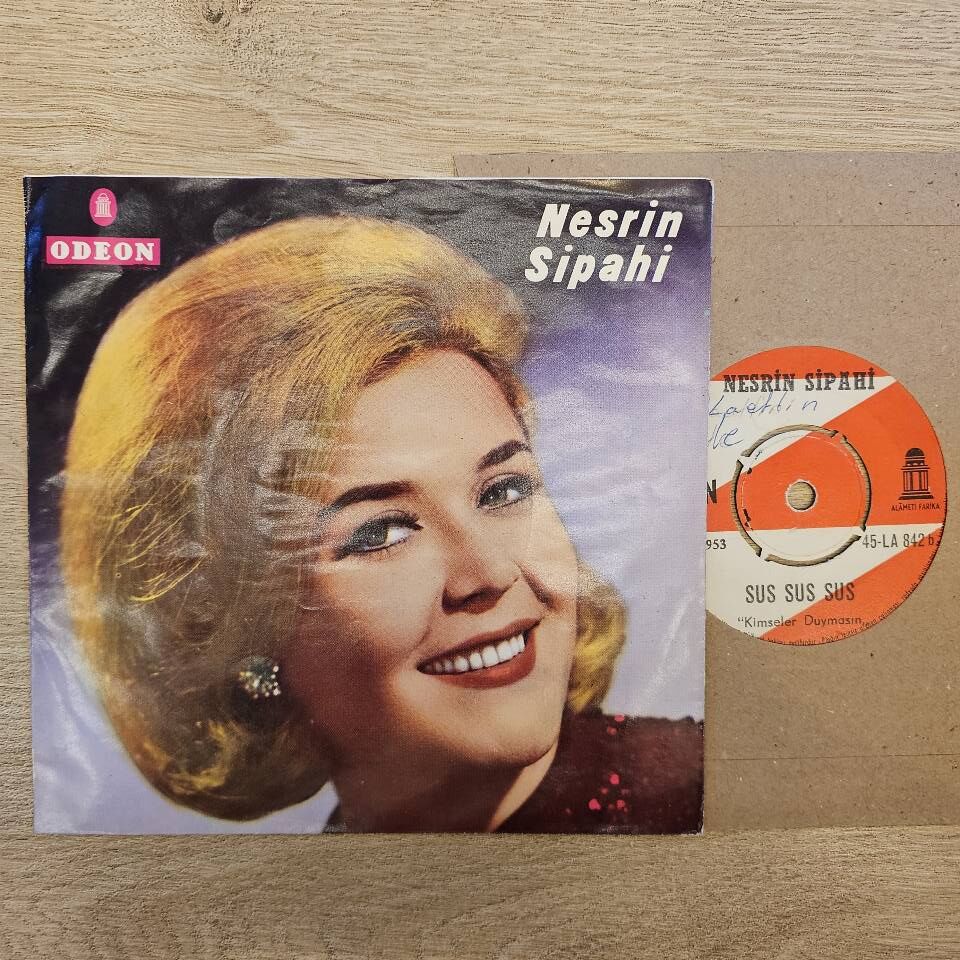 ODEON
Nesrin
Sipahi
NESRİN SİPAHİ
N
ALÂMETİ FARİKA
953
45-LA 842 b
SUS SUS SUS
"Kimseler Duymasın